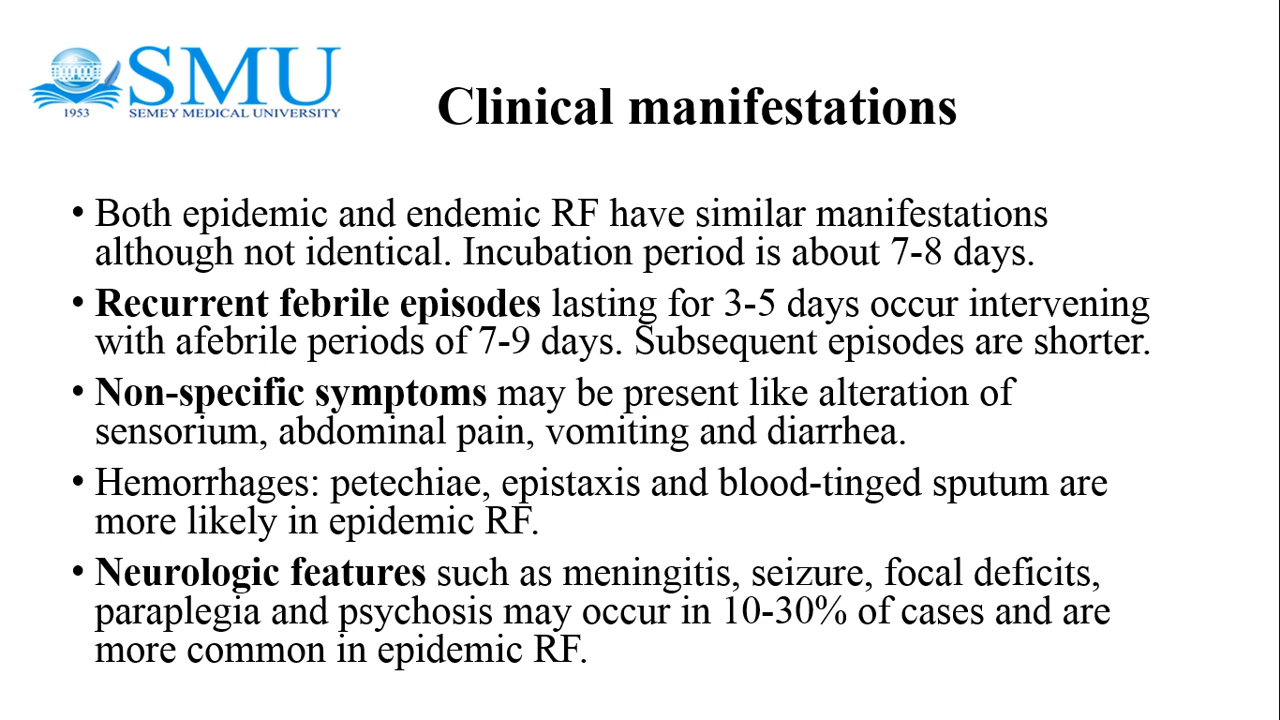 SMU
1953
SEMEY MEDICAL UNIVERSITY
Clinical manifestations
• Both epidemic and endemic RF have similar manifestations
although not identical. Incubation period is about 7-8 days.
• Recurrent febrile episodes lasting for 3-5 days occur intervening
with afebrile periods of 7-9 days. Subsequent episodes are shorter.
• Non-specific symptoms may be present like alteration of
sensorium, abdominal pain, vomiting and diarrhea.
• Hemorrhages: petechiae, epistaxis and blood-tinged sputum are
more likely in epidemic RF.
• Neurologic features such as meningitis, seizure, focal deficits,
paraplegia and psychosis may occur in 10-30% of cases and are
more common in epidemic RF.